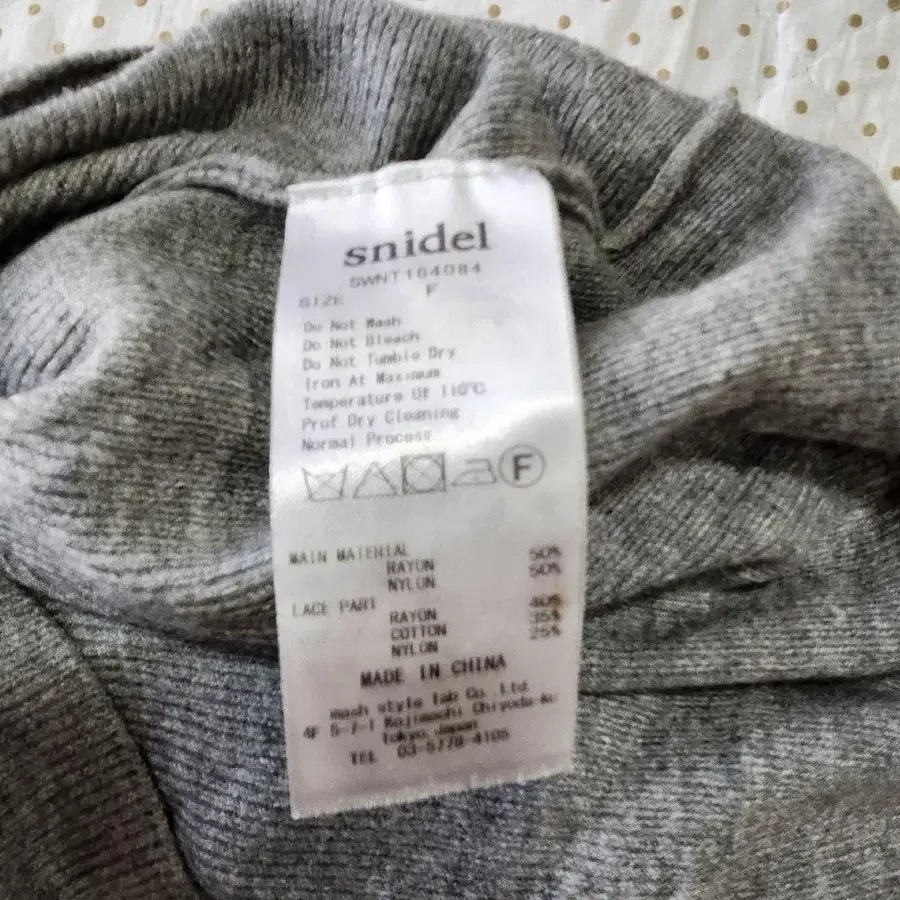 snidel
SWNT164084
SIZE F
Do Not Wash
Do Not Bleach
Do Not Tumble Dry
Iron At Maximum
Temperature Of 110°C
Prof Dry Cleaning
Normal Process
F
MAIN MATERIAL
RAYON 50%
NYLON 50%
LACE PART
RAYON 40%
COTTON 35%
NYLON 25%
MADE IN CHINA
mash style lab Co.,Ltd
4F 5-7-1 Kojimachi Chiyoda-ku
Tokyo,Japan
TEL 03-5778-4105